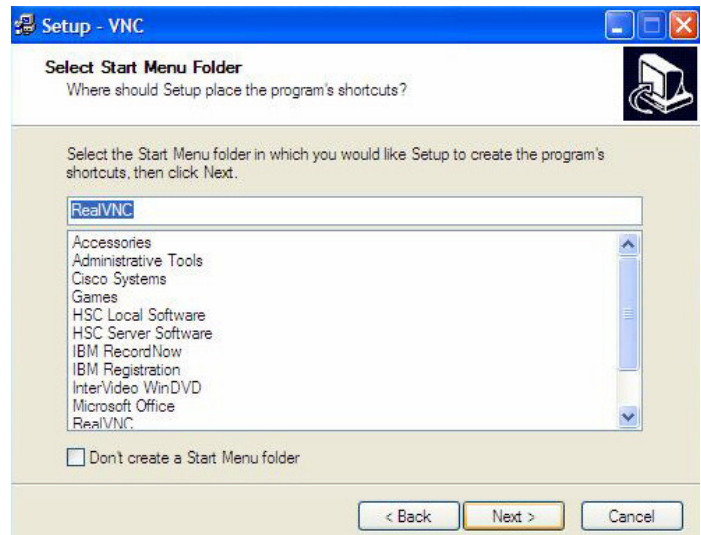 Setup - VNC
Select Start Menu Folder
Where should Setup place the program's shortcuts?
Select the Start Menu folder in which you would like Setup to create the program's
shortcuts, then click Next.
RealVNC
Accessories
Administrative Tools
Cisco Systems
Games
HSC Local Software
HSC Server Software
IBM RecordNow
IBM Registration
InterVideo WinDVD
Microsoft Office
RealVNC
Don't create a Start Menu folder
< Back Next > Cancel